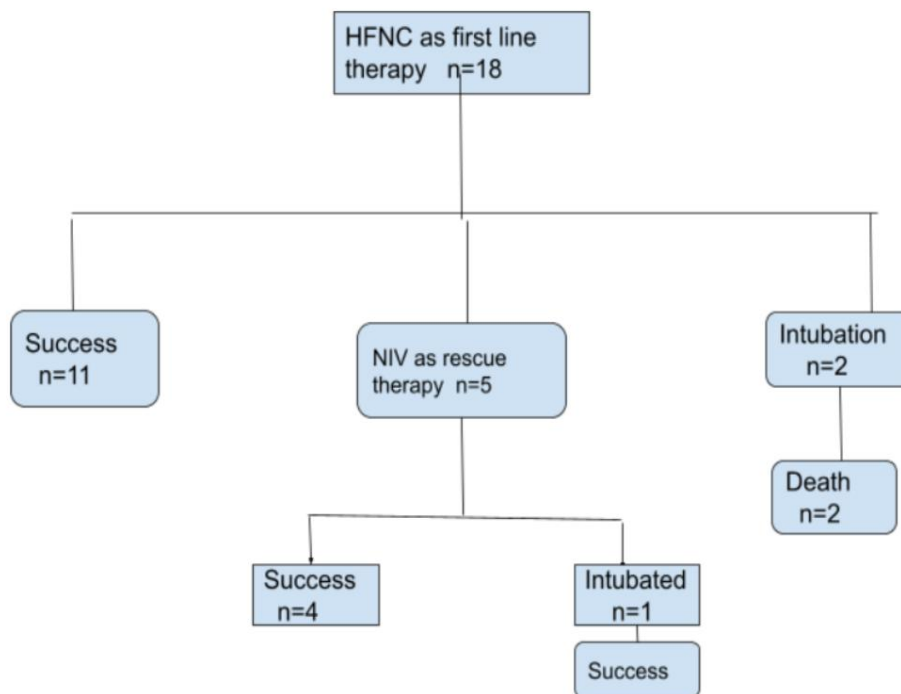 HFNC as first line
therapy n=18
Success
n=11
NIV as rescue
therapy n=5
Intubation
n=2
Death
n=2
Success
n=4
Intubated
n=1
Success